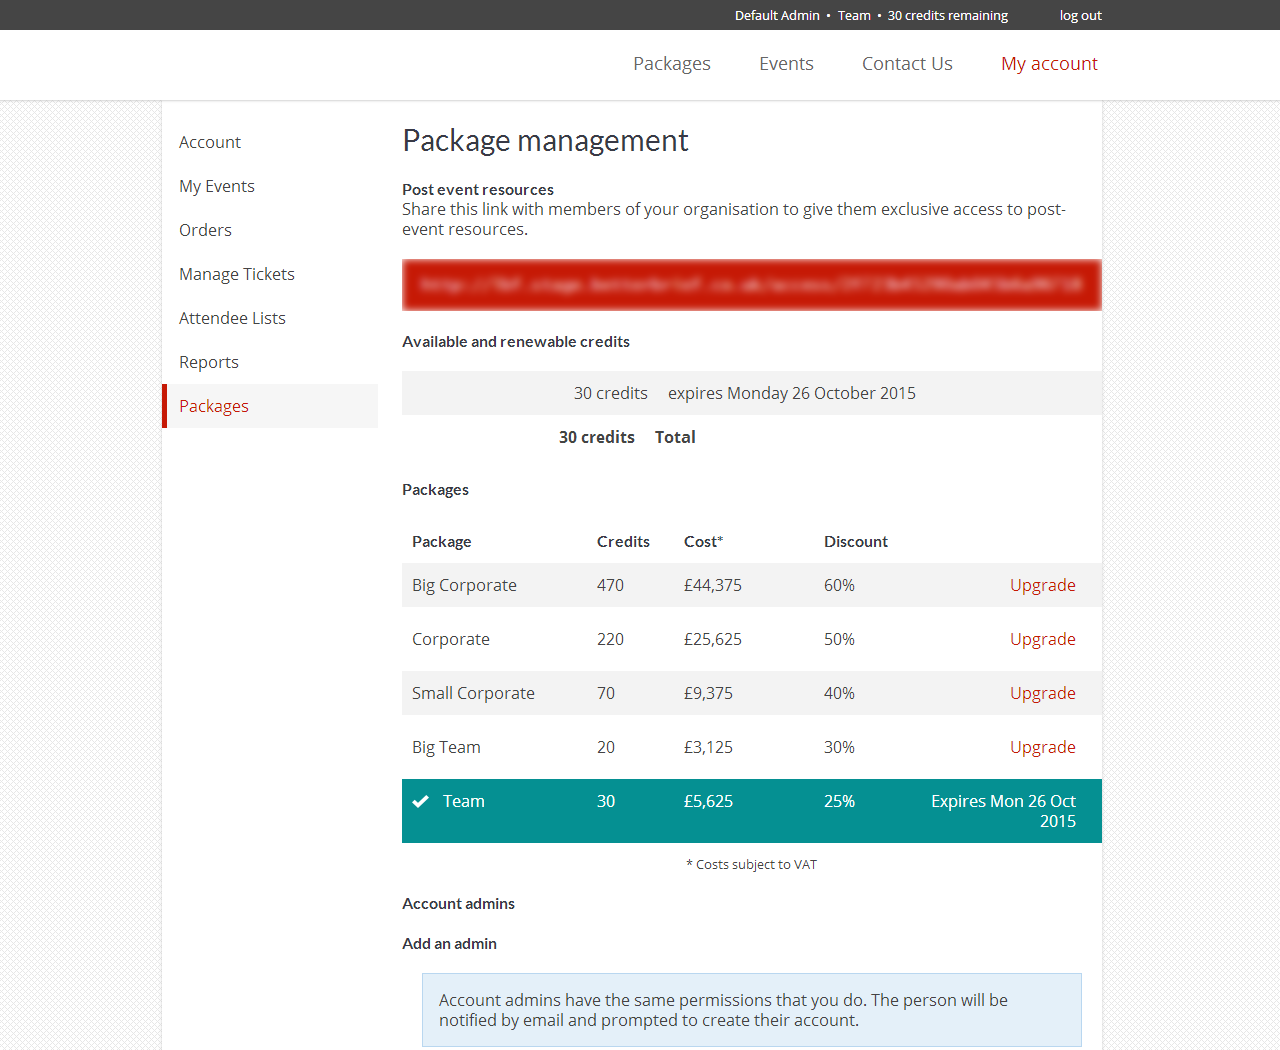 Default Admin • Team • 30 credits remaining log out
Packages Events Contact Us My account
Account
My Events
Orders
Manage Tickets
Attendee Lists
Reports
Packages
Package management
Post event resources
Share this link with members of your organisation to give them exclusive access to post-
event resources.
Available and renewable credits
30 credits expires Monday 26 October 2015
30 credits Total
Packages
Package Credits Cost* Discount
Big Corporate 470 £44,375 60% Upgrade
Corporate 220 £25,625 50% Upgrade
Small Corporate 70 £9,375 40% Upgrade
Big Team 20 £3,125 30% Upgrade
Team 30 £5,625 25% Expires Mon 26 Oct
2015
* Costs subject to VAT
Account admins
Add an admin
Account admins have the same permissions that you do. The person will be
notified by email and prompted to create their account.